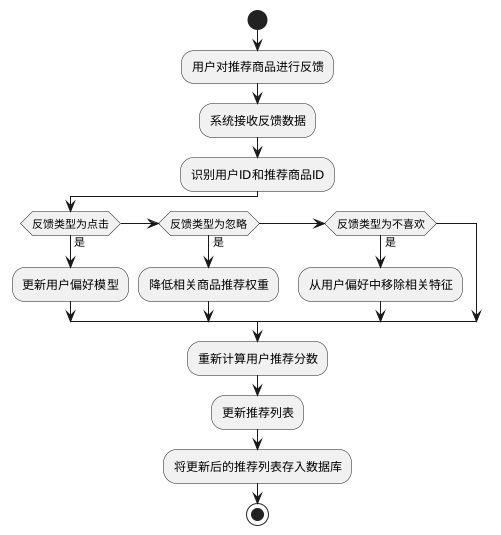 用户对推荐商品进行反馈
系统接收反馈数据
识别用户ID和推荐商品ID
反馈类型为点击
反馈类型为忽略
反馈类型为不喜欢
是
是
是
更新用户偏好模型
降低相关商品推荐权重
从用户偏好中移除相关特征
重新计算用户推荐分数
更新推荐列表
将更新后的推荐列表存入数据库